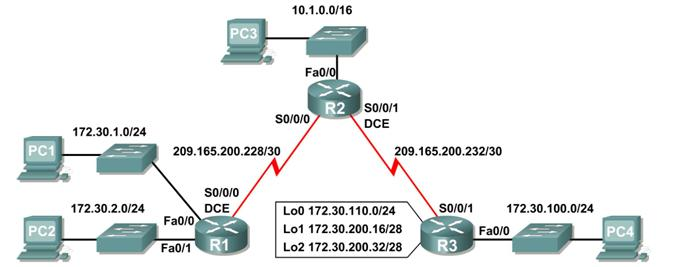 10.1.0.0/16
PC3
Fa0/0
R2
S0/0/0
S0/0/1
DCE
172.30.1.0/24
PC1
209.165.200.228/30
209.165.200.232/30
S0/0/0
DCE
172.30.2.0/24
Fa0/0
PC2
Fa0/1
R1
Lo0 172.30.110.0/24
Lo1 172.30.200.16/28
Lo2 172.30.200.32/28
S0/0/1
R3
Fa0/0
172.30.100.0/24
PC4